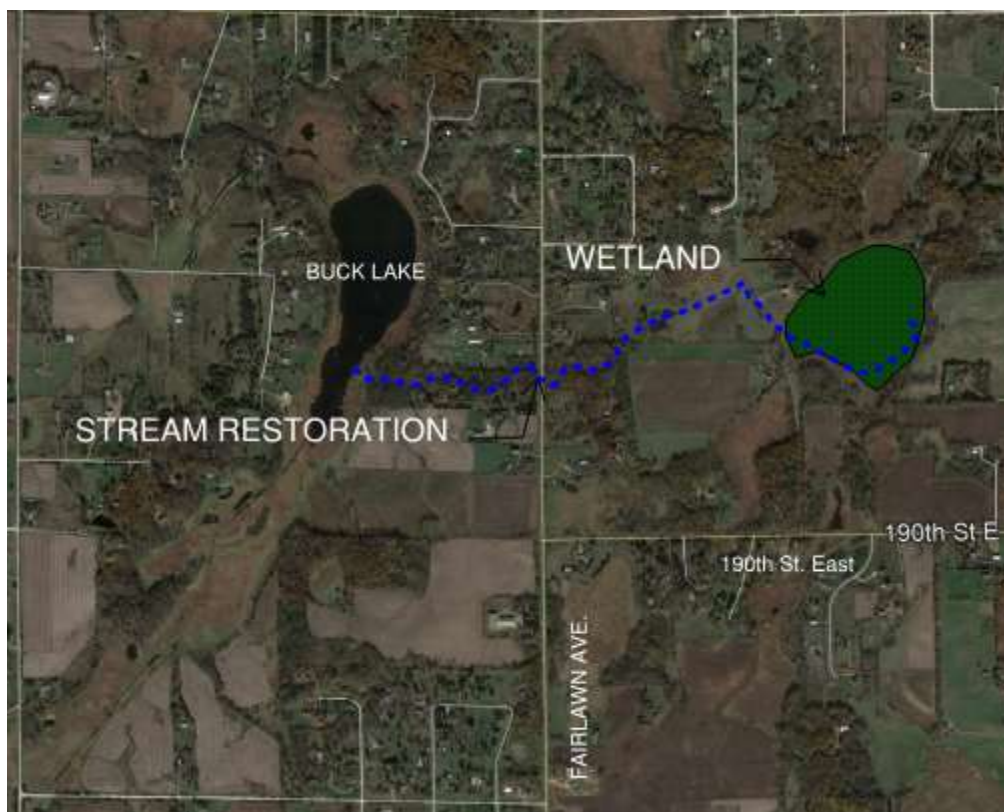 WETLAND
BUCK LAKE
STREAM RESTORATION
190th St E
190th St. East
FAIRLAWN AVE.